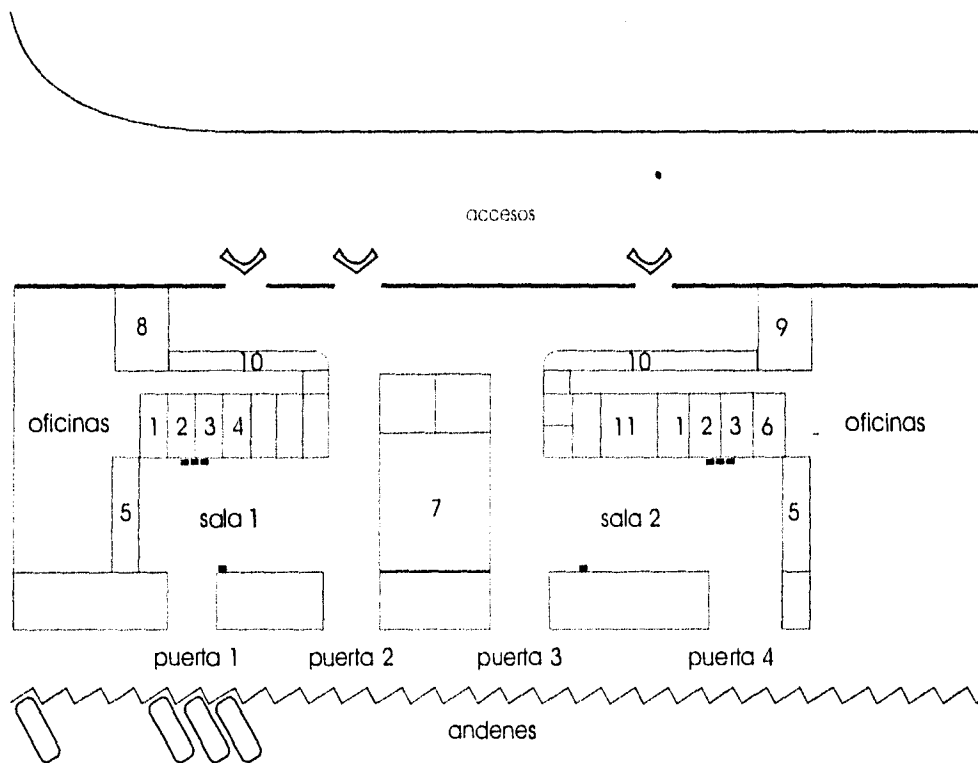 accesos
8 9
10 10
oficinas 1 2 3 4 11 1 2 3 6 oficinas
5 sala 1 7 sala 2 5
puerta 1 puerta 2 puerta 3 puerta 4
andenes